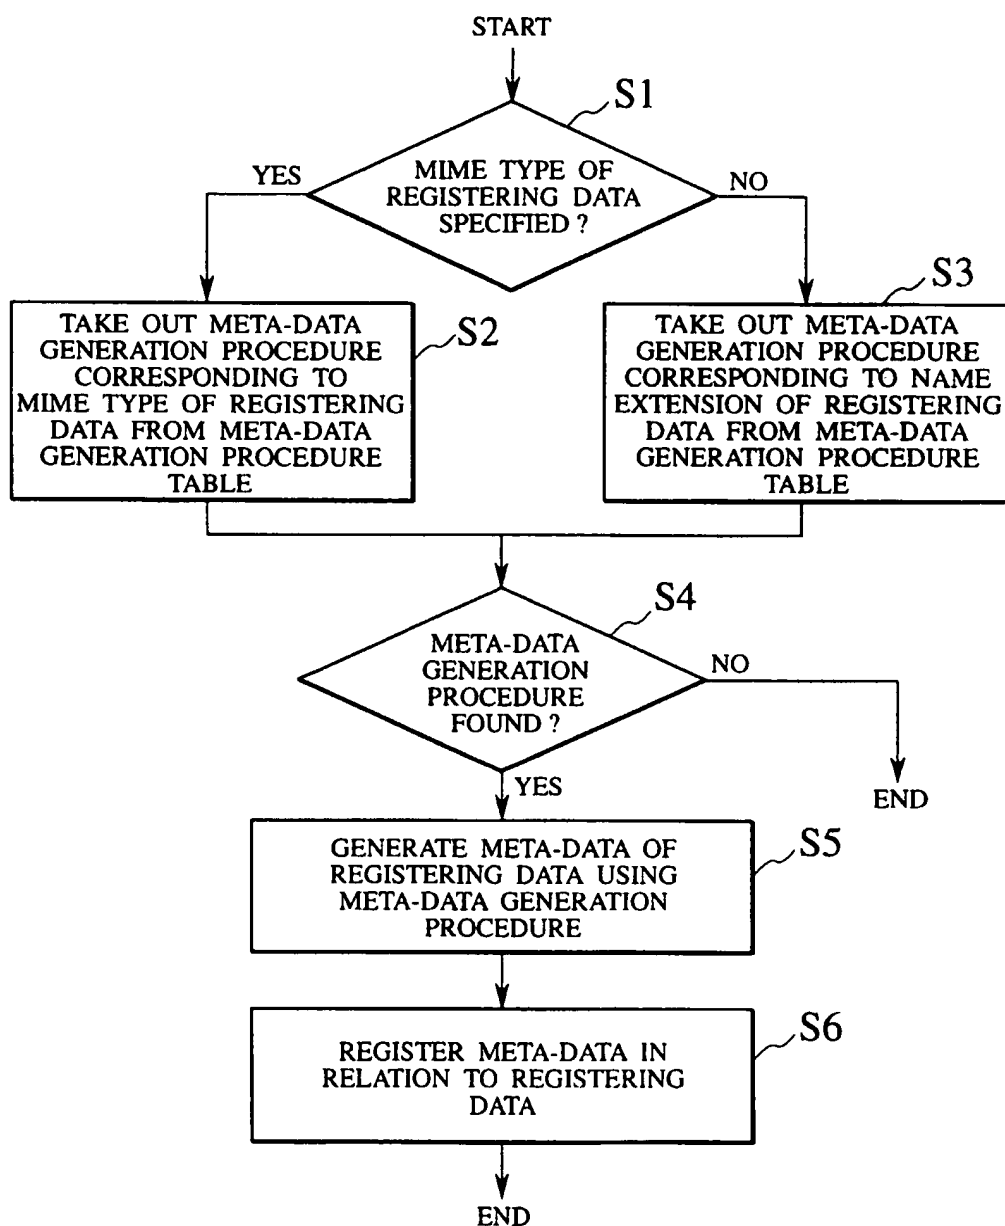 START
S1
MIME TYPE OF
REGISTERING DATA
SPECIFIED ?
YES
NO
S2
TAKE OUT META-DATA
GENERATION PROCEDURE
CORRESPONDING TO
MIME TYPE OF REGISTERING
DATA FROM META-DATA
GENERATION PROCEDURE
TABLE
S3
TAKE OUT META-DATA
GENERATION PROCEDURE
CORRESPONDING TO NAME
EXTENSION OF REGISTERING
DATA FROM META-DATA
GENERATION PROCEDURE
TABLE
S4
META-DATA
GENERATION
PROCEDURE
FOUND ?
NO
END
YES
S5
GENERATE META-DATA OF
REGISTERING DATA USING
META-DATA GENERATION
PROCEDURE
S6
REGISTER META-DATA IN
RELATION TO REGISTERING
DATA
END